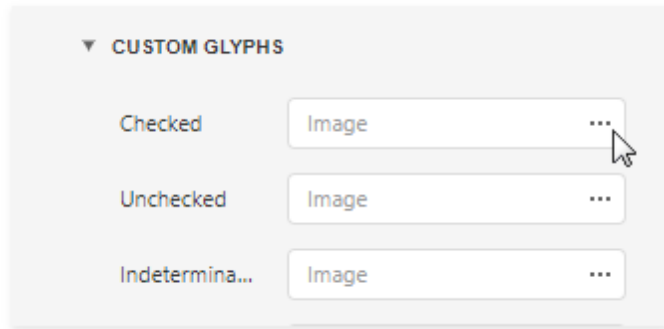 CUSTOM GLYPHS
Checked Image ...
Unchecked Image ...
Indetermina... Image ...